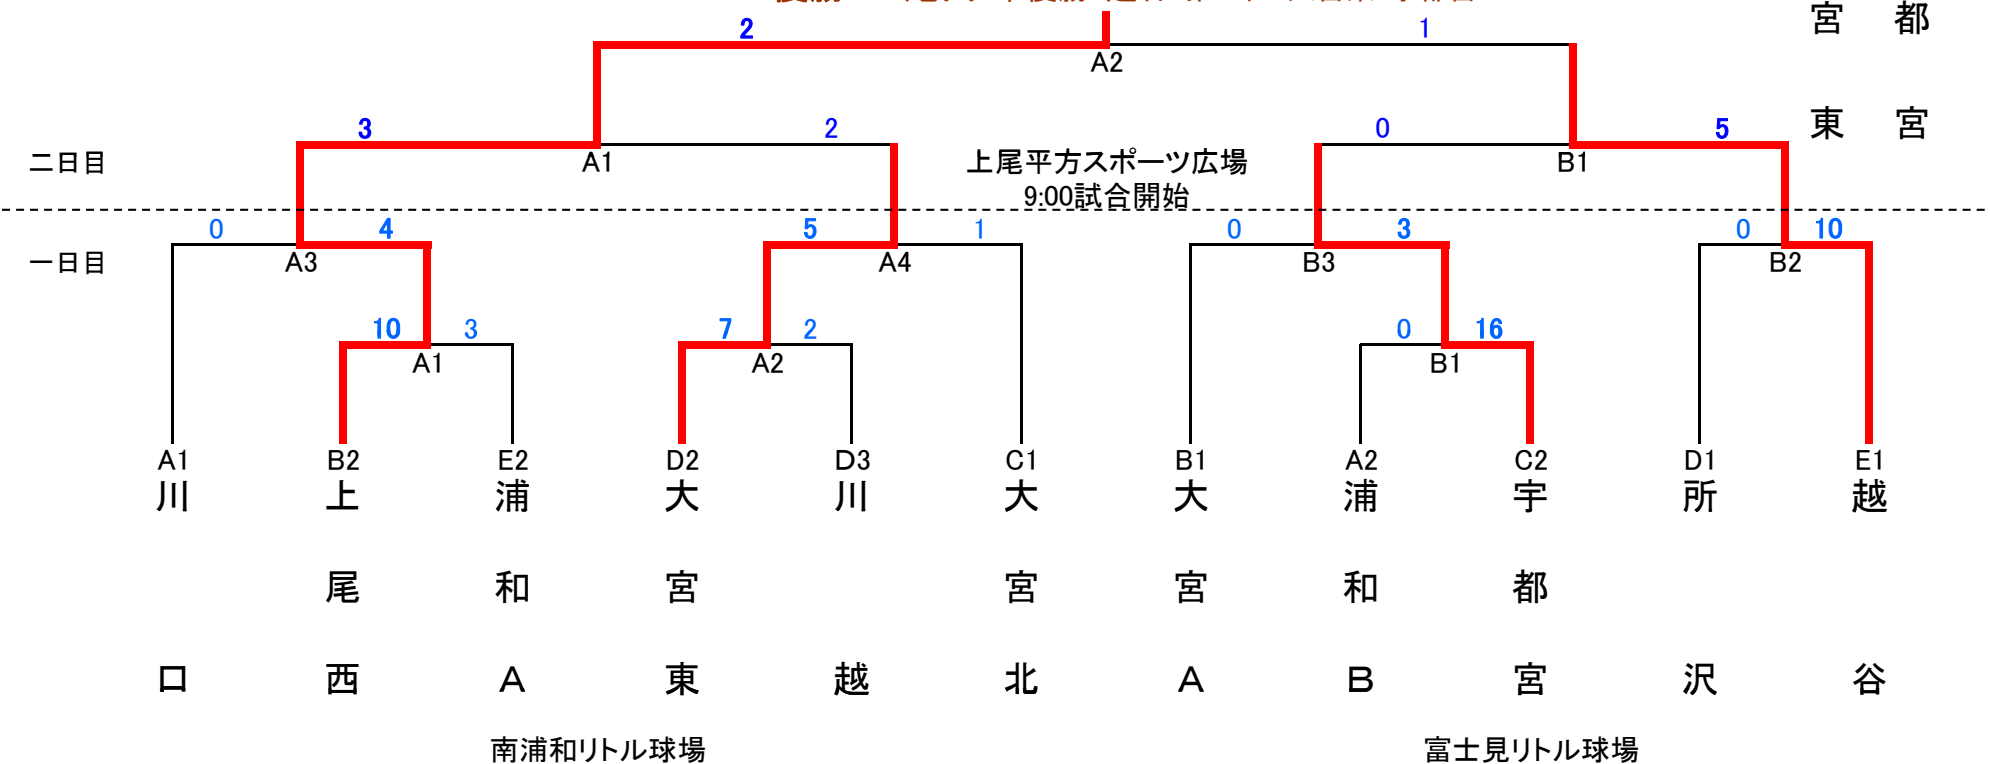 宮 都
2 1
A2
東 宮
3 2 0 5
二日目 A1 上尾平方スポーツ広場 B1
9:00試合開始
0 4 5 1 0 3 0 10
一日目 A3 A4 B3 B2
10 3 7 2 0 16
A1 A2 B1
A1 B2 E2 D2 D3 C1 B1 A2 C2 D1 E1
川口
上尾西
浦和A
大宮東
川越
大宮北
大宮A
浦和B
宇都宮
所沢
越谷
南浦和リトル球場 富士見リトル球場